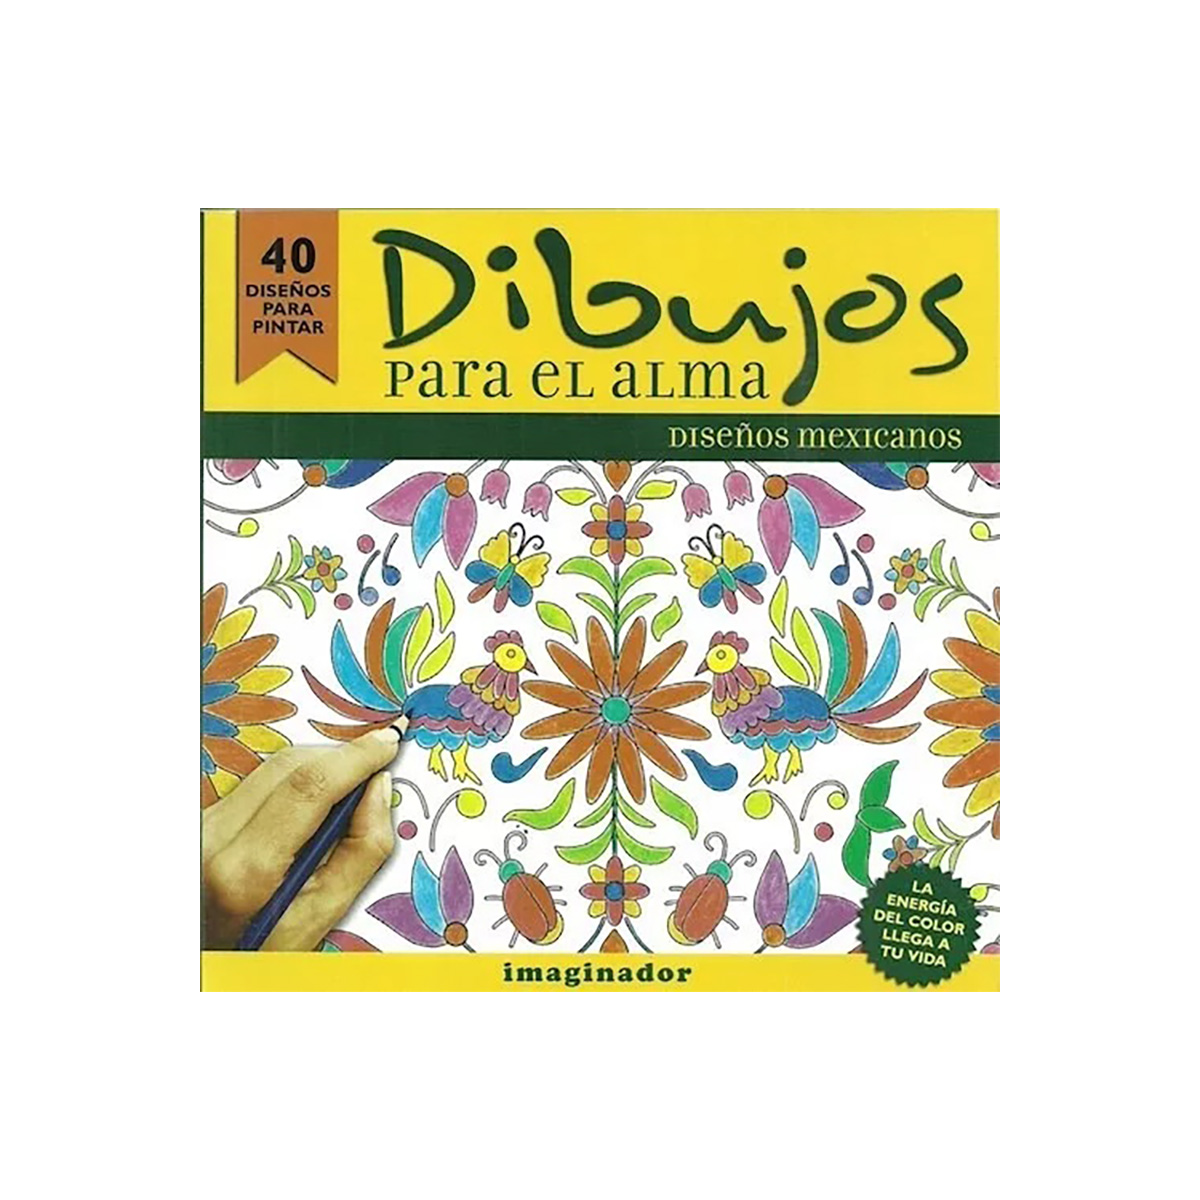 40
DISEÑOS
PARA
PINTAR
Dibujos
PARA EL ALMA
DISEÑOS MEXICANOS
LA
ENERGÍA
DEL COLOR
LLEGA A
TU VIDA
imaginador